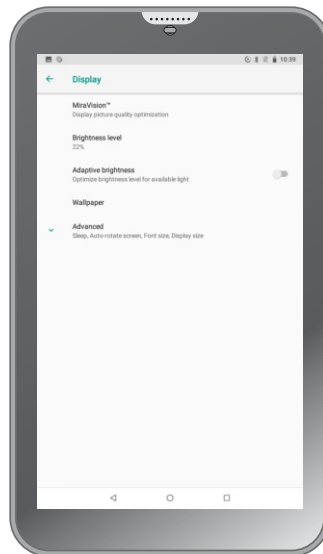 10:39
Display
MiraVision™
Display picture quality optimization
Brightness level
22%
Adaptive brightness
Optimize brightness level for available light
Wallpaper
Advanced
Sleep, Auto-rotate screen, Font size, Display size